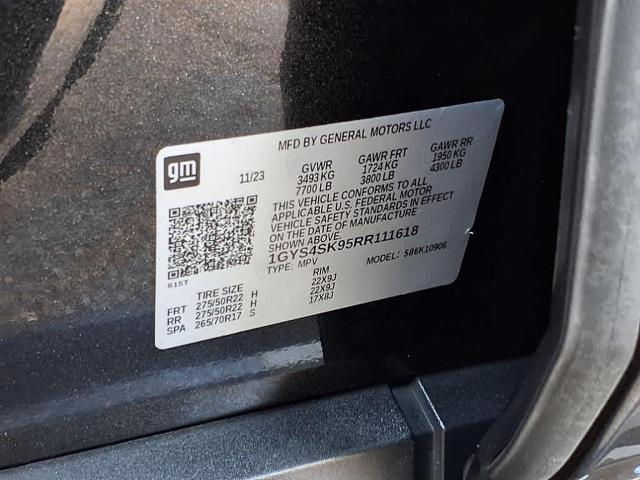 MFD BY GENERAL MOTORS LLC
gm
11/23
GVWR GAWR FRT GAWR RR
3493 KG 1724 KG 1950 KG
7700 LB 3800 LB 4300 LB
THIS VEHICLE CONFORMS TO ALL
APPLICABLE U.S. FEDERAL MOTOR
VEHICLE SAFETY STANDARDS IN EFFECT
ON THE DATE OF MANUFACTURE
SHOWN ABOVE.
1GYS4SK95RR111618
TYPE: MPV MODEL: 586K10906
815T
TIRE SIZE RIM
FRT 275/50R22 H 22X9J
RR 275/50R22 H 22X9J
SPA 265/70R17 S 17X8J